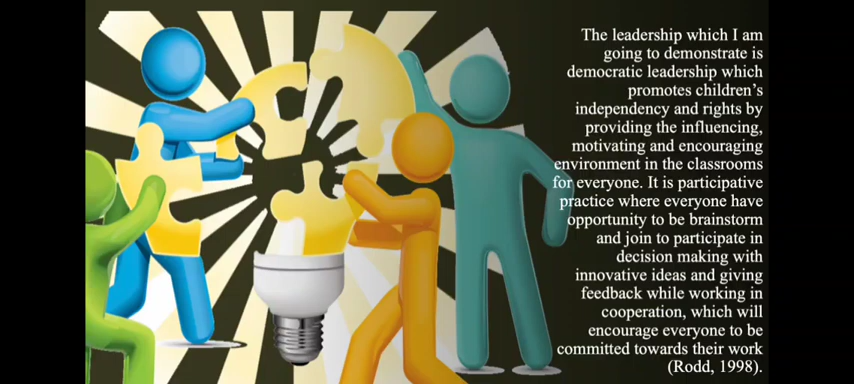 The leadership which I am
going to demonstrate is
democratic leadership which
promotes children's
independency and rights by
providing the influencing,
motivating and encouraging
environment in the classrooms
for everyone. It is participative
practice where everyone have
opportunity to be brainstorm
and join to participate in
decision making with
innovative ideas and giving
feedback while working in
cooperation, which will
encourage everyone to be
committed towards their work
(Rodd, 1998).